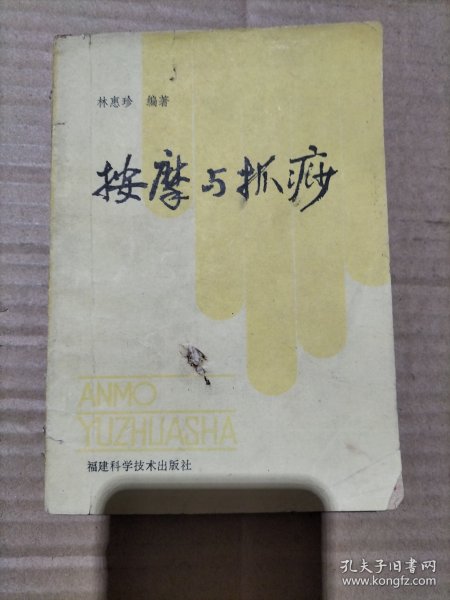 林惠珍 编著
按摩与抓痧
ANMO
YUZHUASHA
福建科学技术出版社
孔夫子旧书网
www.kongfz.com